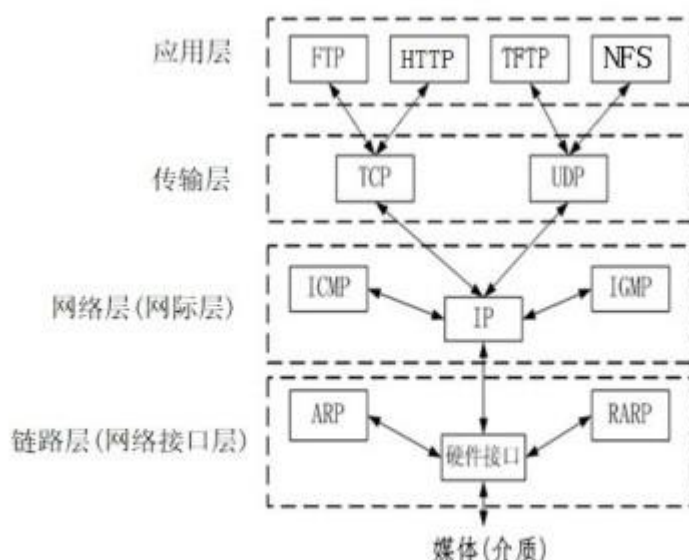 应用层 FTP HTTP TFTP NFS
传输层 TCP UDP
ICMP IGMP
网络层(网际层) IP
ARP RARP
链路层(网络接口层) 硬件接口
媒体(介质)